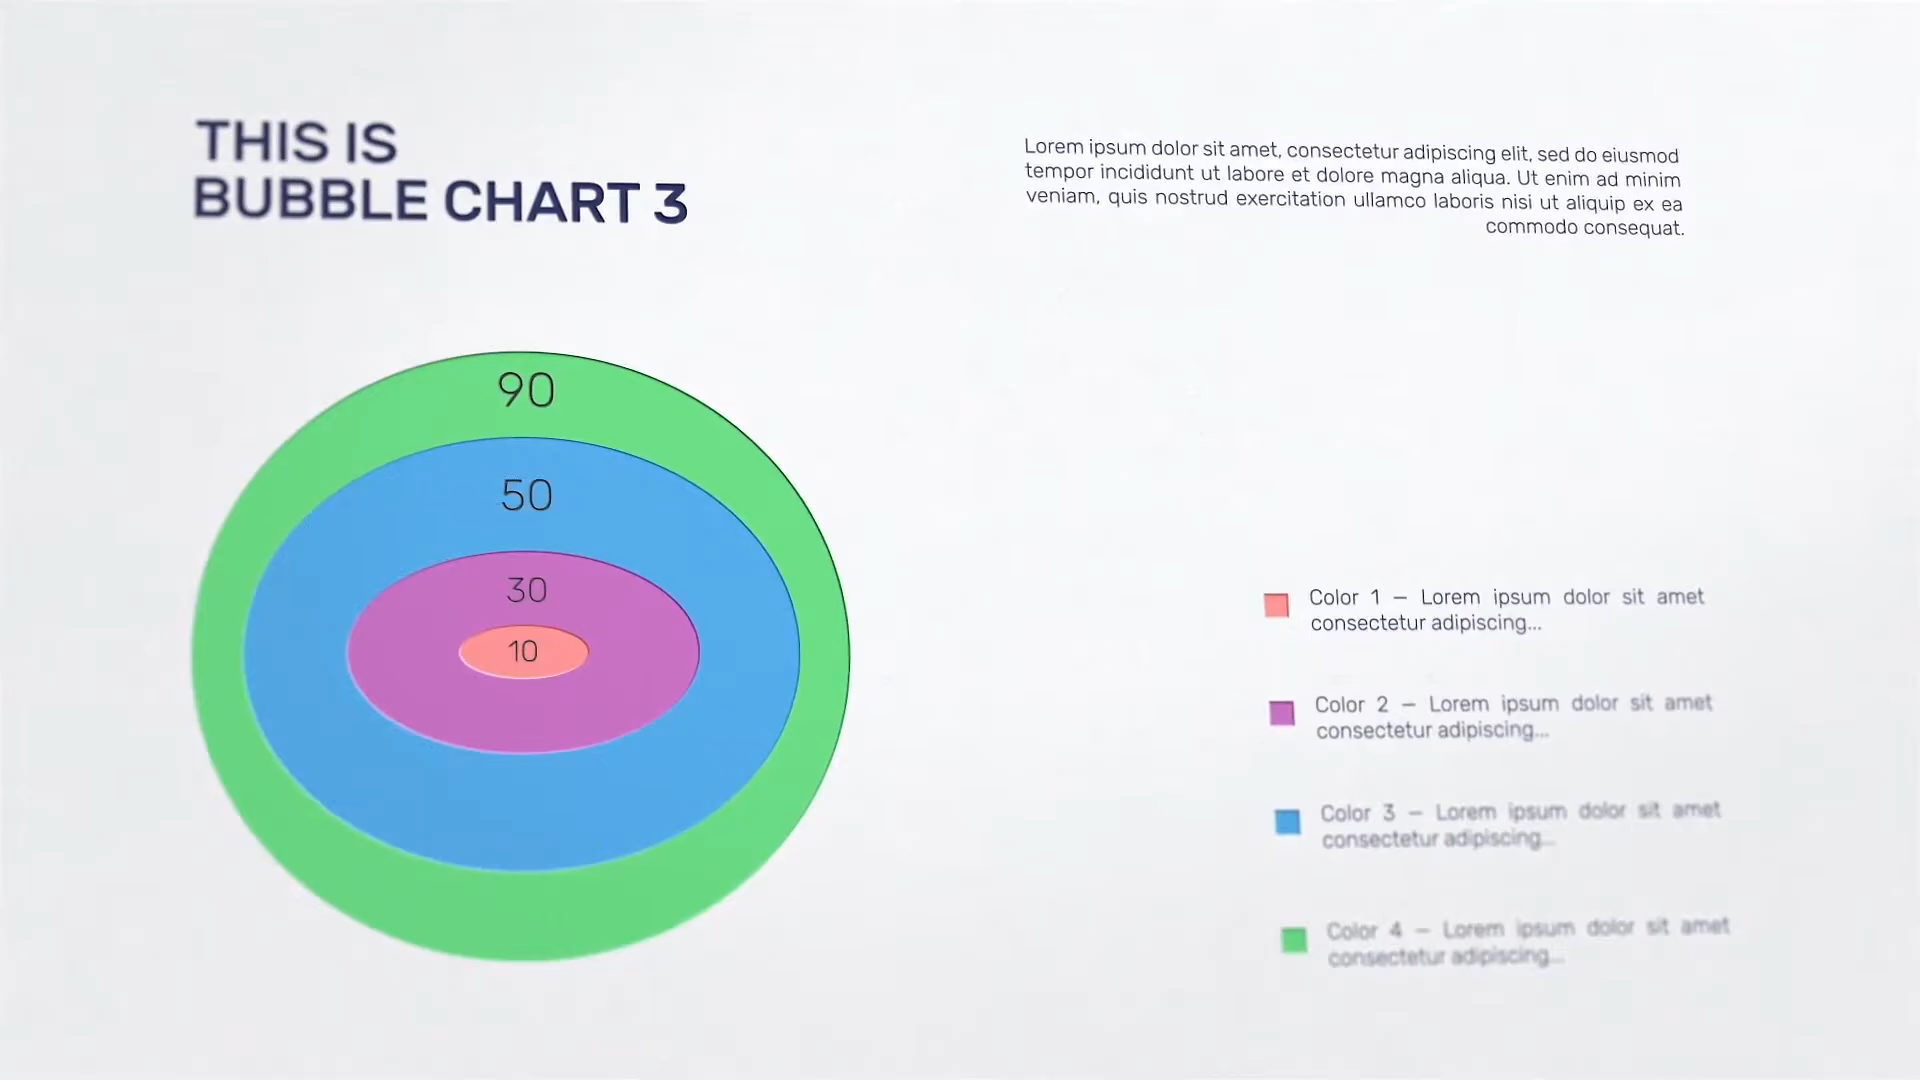 THIS IS
BUBBLE CHART 3
Lorem ipsum dolor sit amet, consectetur adipiscing elit, sed do eiusmod
tempor incididunt ut labore et dolore magna aliqua. Ut enim ad minim
veniam, quis nostrud exercitation ullamco laboris nisi ut aliquip ex ea
commodo consequat.
90
50
30
10
Color 1 – Lorem ipsum dolor sit amet
consectetur adipiscing...
Color 2 – Lorem ipsum dolor sit amet
consectetur adipiscing...
Color 3 – Lorem ipsum dolor sit amet
consectetur adipiscing...
Color 4 – Lorem ipsum dolor sit amet
consectetur adipiscing...